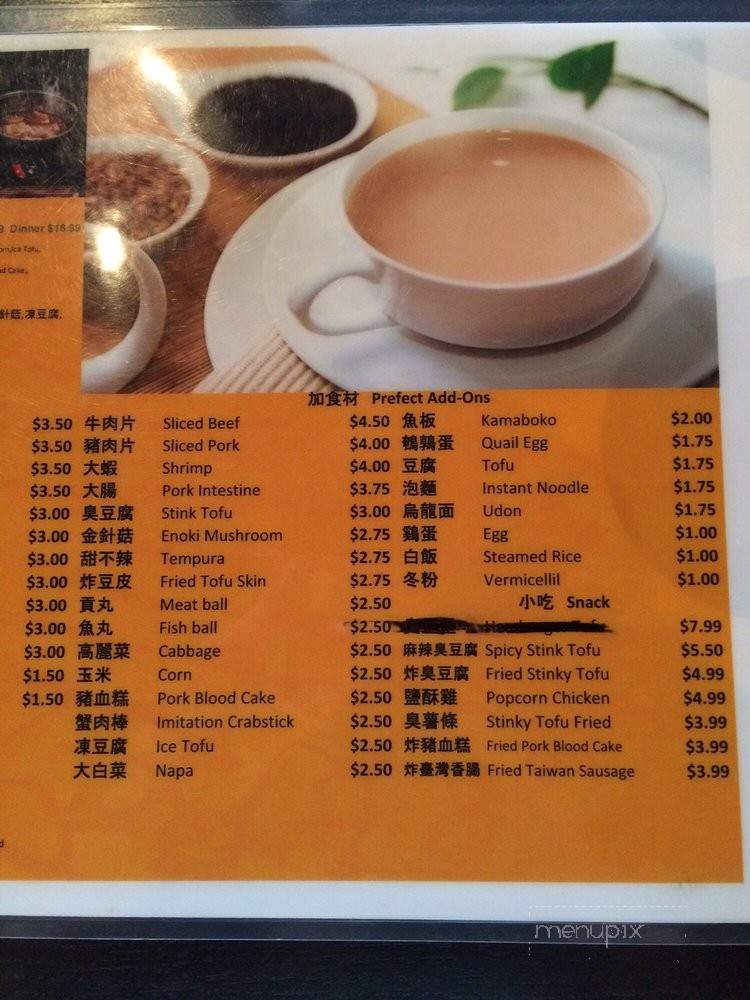 9 Dinner $18.99
om,Ice Tofu,
d Cake,
針菇,凍豆腐,
加食材 Prefect Add-Ons
$3.50 牛肉片 Sliced Beef $4.50 魚板 Kamaboko $2.00
$3.50 豬肉片 Sliced Pork $4.00 鵪鶉蛋 Quail Egg $1.75
$3.50 大蝦 Shrimp $4.00 豆腐 Tofu $1.75
$3.50 大腸 Pork Intestine $3.75 泡麵 Instant Noodle $1.75
$3.00 臭豆腐 Stink Tofu $3.00 烏龍面 Udon $1.75
$3.00 金針菇 Enoki Mushroom $2.75 鷄蛋 Egg $1.00
$3.00 甜不辣 Tempura $2.75 白飯 Steamed Rice $1.00
$3.00 炸豆皮 Fried Tofu Skin $2.75 冬粉 Vermicellil $1.00
$3.00 貢丸 Meat ball $2.50 小吃 Snack
$3.00 魚丸 Fish ball $2.50 $7.99
$3.00 高麗菜 Cabbage $2.50 麻辣臭豆腐 Spicy Stink Tofu $5.50
$1.50 玉米 Corn $2.50 炸臭豆腐 Fried Stinky Tofu $4.99
$1.50 豬血糕 Pork Blood Cake $2.50 鹽酥雞 Popcorn Chicken $4.99
蟹肉棒 Imitation Crabstick $2.50 臭薯條 Stinky Tofu Fried $3.99
凍豆腐 Ice Tofu $2.50 炸豬血糕 Fried Pork Blood Cake $3.99
大白菜 Napa $2.50 炸臺灣香腸 Fried Taiwan Sausage $3.99
d
menupix